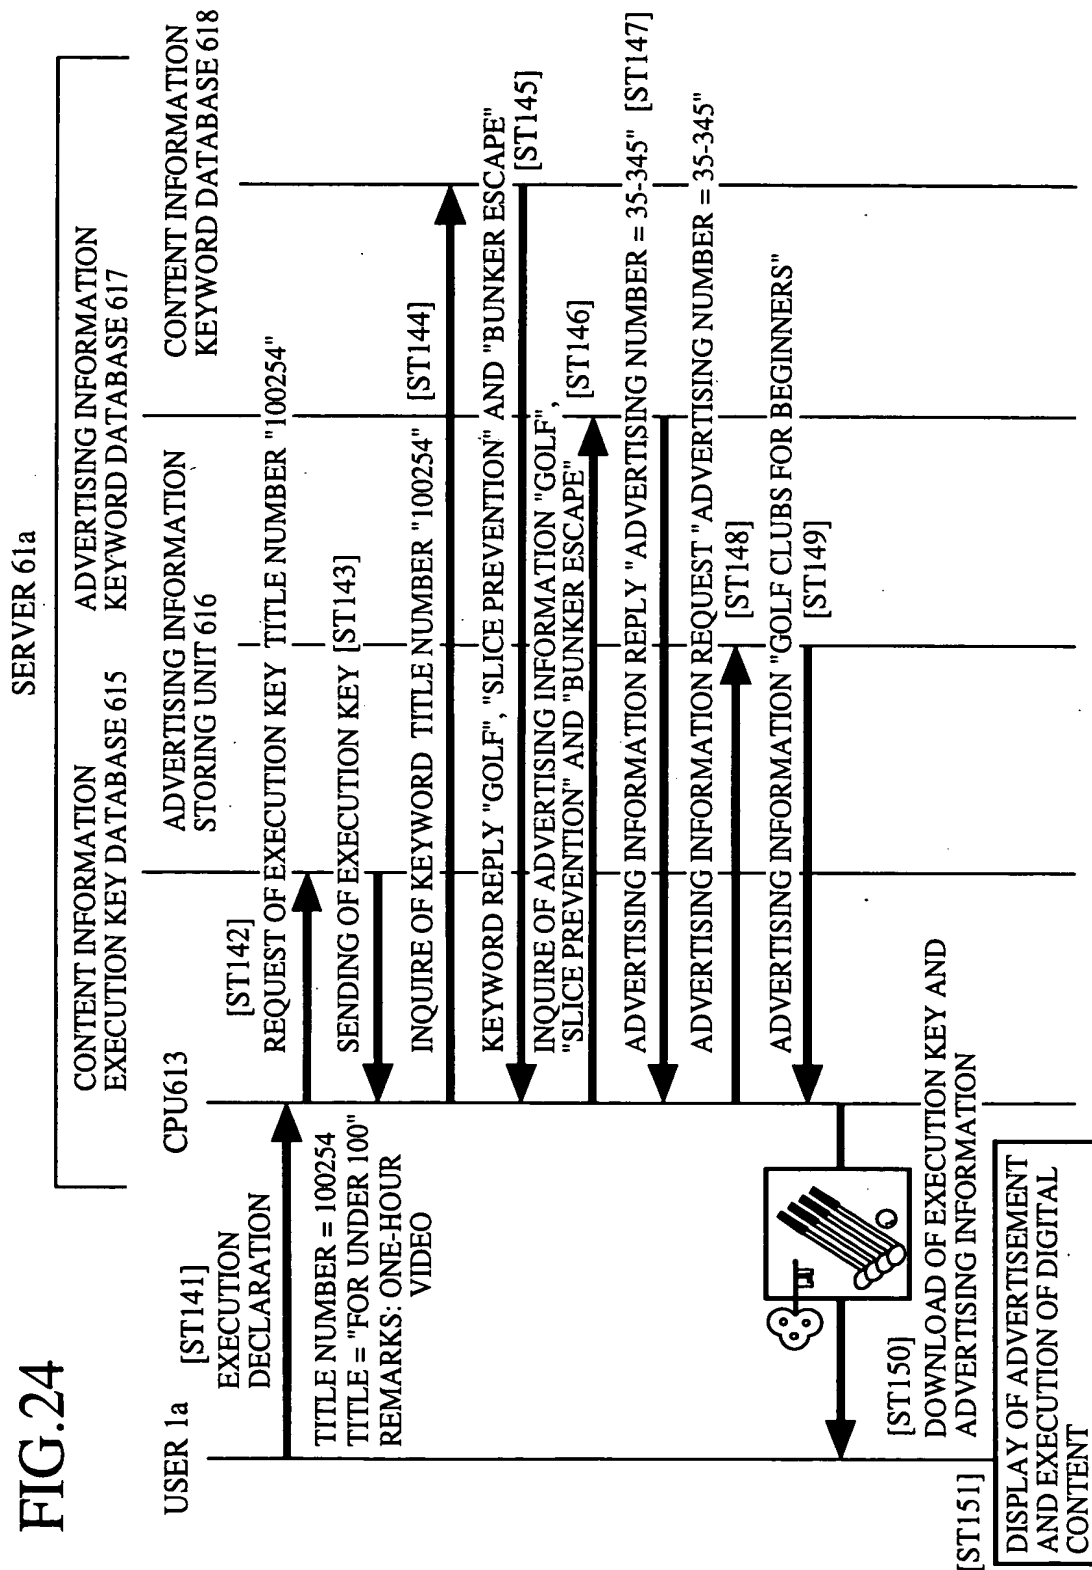 FIG.24
SERVER 61a
CONTENT INFORMATION
EXECUTION KEY DATABASE 615
ADVERTISING INFORMATION
KEYWORD DATABASE 617
USER 1a
CPU613
ADVERTISING INFORMATION
STORING UNIT 616
CONTENT INFORMATION
KEYWORD DATABASE 618
[ST141]
EXECUTION
DECLARATION
TITLE NUMBER = 100254
TITLE = "FOR UNDER 100"
REMARKS: ONE-HOUR
VIDEO
[ST142]
REQUEST OF EXECUTION KEY TITLE NUMBER "100254"
SENDING OF EXECUTION KEY [ST143]
INQUIRE OF KEYWORD TITLE NUMBER "100254" [ST144]
KEYWORD REPLY "GOLF", "SLICE PREVENTION" AND "BUNKER ESCAPE"
[ST145]
INQUIRE OF ADVERTISING INFORMATION "GOLF",
"SLICE PREVENTION" AND "BUNKER ESCAPE" [ST146]
ADVERTISING INFORMATION REPLY "ADVERTISING NUMBER = 35-345" [ST147]
ADVERTISING INFORMATION REQUEST "ADVERTISING NUMBER = 35-345"
[ST148]
ADVERTISING INFORMATION "GOLF CLUBS FOR BEGINNERS"
[ST149]
[ST150]
DOWNLOAD OF EXECUTION KEY AND
ADVERTISING INFORMATION
[ST151]
DISPLAY OF ADVERTISEMENT
AND EXECUTION OF DIGITAL
CONTENT